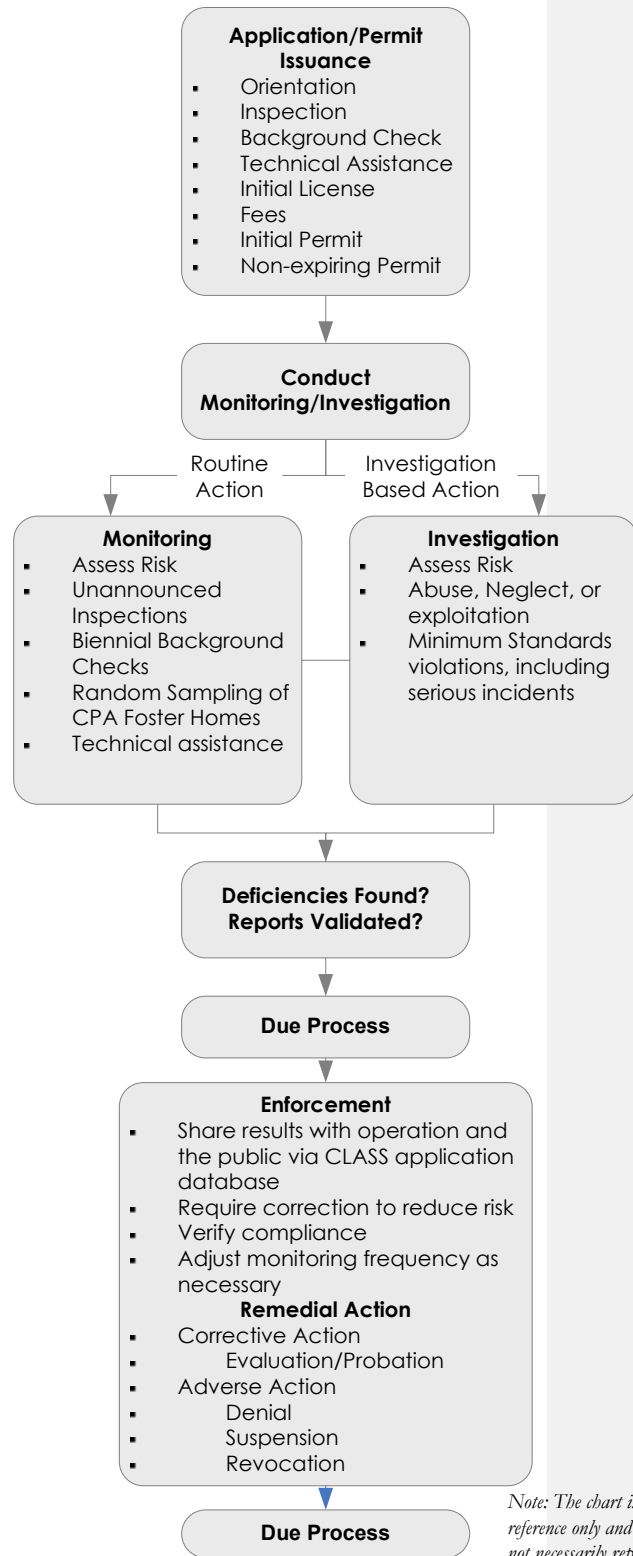 Application/Permit
Issuance
▪ Orientation
▪ Inspection
▪ Background Check
▪ Technical Assistance
▪ Initial License
▪ Fees
▪ Initial Permit
▪ Non-expiring Permit
Conduct
Monitoring/Investigation
Routine
Action
Investigation
Based Action
Monitoring
▪ Assess Risk
▪ Unannounced
Inspections
▪ Biennial Background
Checks
▪ Random Sampling of
CPA Foster Homes
▪ Technical assistance
Investigation
▪ Assess Risk
▪ Abuse, Neglect, or
exploitation
▪ Minimum Standards
violations, including
serious incidents
Deficiencies Found?
Reports Validated?
Due Process
Enforcement
▪ Share results with operation and
the public via CLASS application
database
▪ Require correction to reduce risk
▪ Verify compliance
▪ Adjust monitoring frequency as
necessary
Remedial Action
▪ Corrective Action
▪ Evaluation/Probation
▪ Adverse Action
▪ Denial
▪ Suspension
▪ Revocation
Due Process
Note: The chart is
reference only and
not necessarily